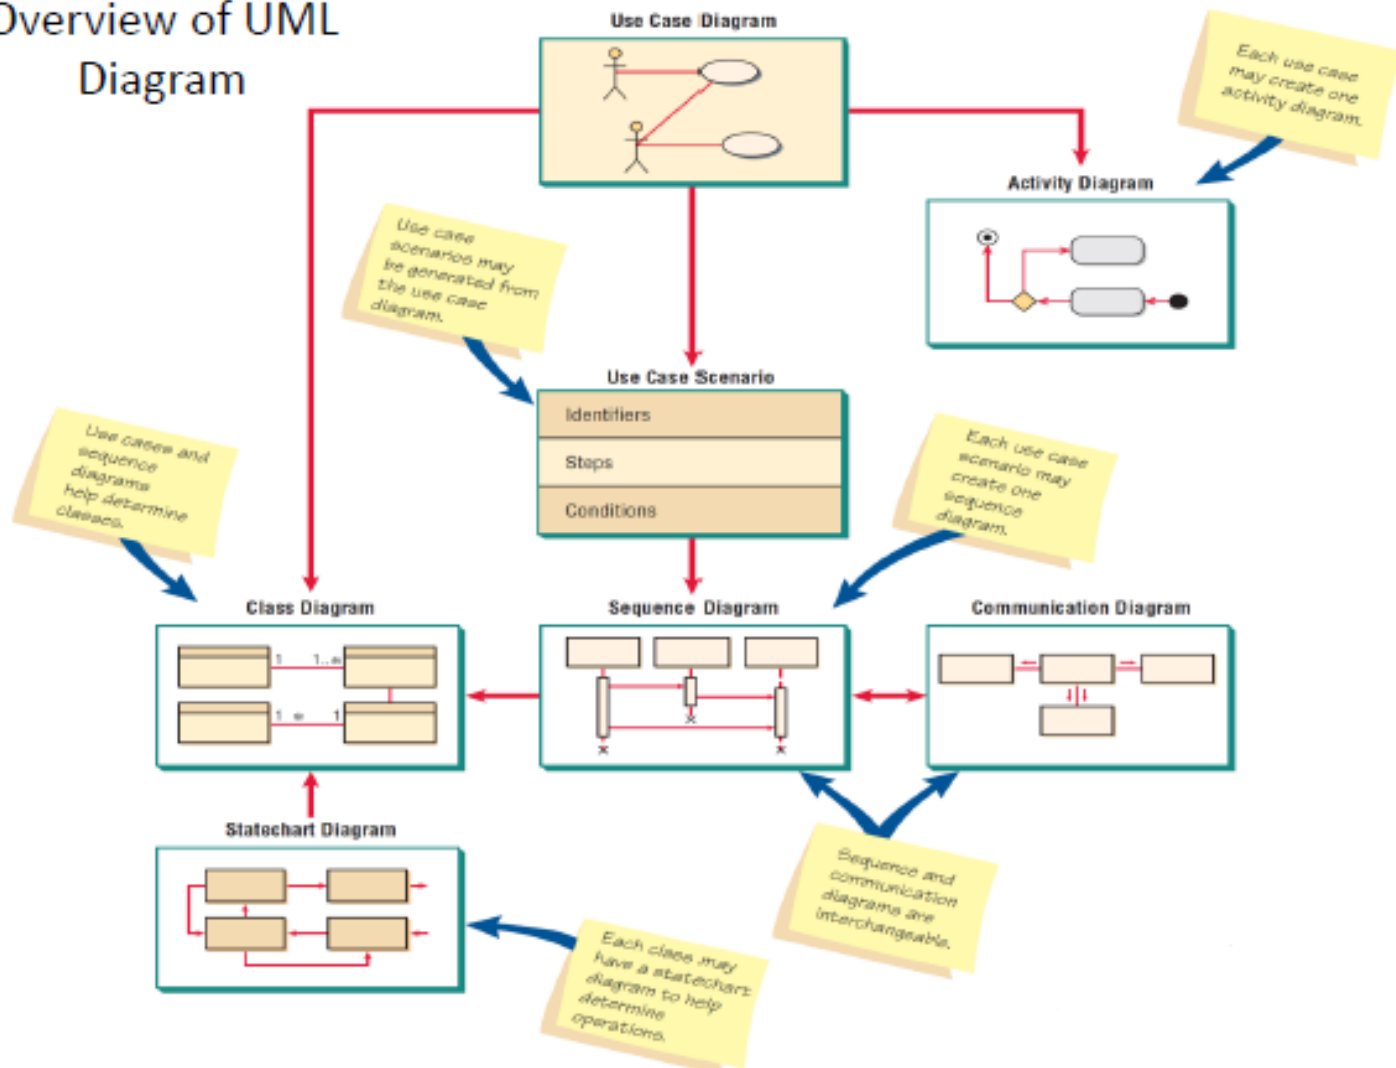 Overview of UML
Diagram
Use Case Diagram
Each use case
may create one
activity diagram.
Activity Diagram
Use case
scenarios may
be generated from
the use case
diagram.
Use Case Scenario
Identifiers
Steps
Conditions
Use cases and
sequence
diagrams
help determine
classes.
Each use case
scenario may
create one
sequence
diagram.
Class Diagram
1 1..∞
1 ∞ 1
Sequence Diagram
Communication Diagram
Statechart Diagram
Sequence and
communication
diagrams are
interchangeable.
Each class may
have a statechart
diagram to help
determine
operations.